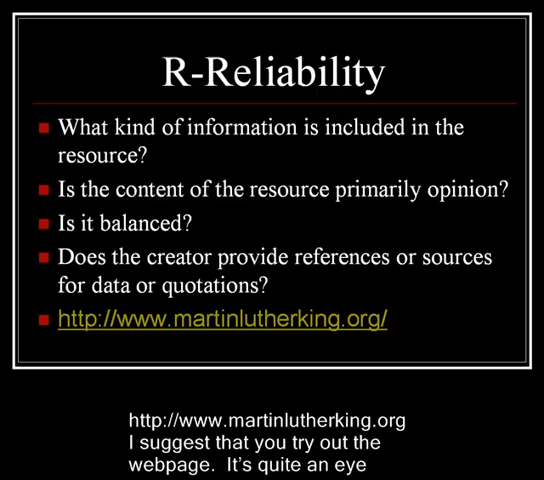 R-Reliability
What kind of information is included in the
resource?
Is the content of the resource primarily opinion?
Is it balanced?
Does the creator provide references or sources
for data or quotations?
http://www.martinlutherking.org/
http://www.martinlutherking.org
I suggest that you try out the
webpage.  It's quite an eye